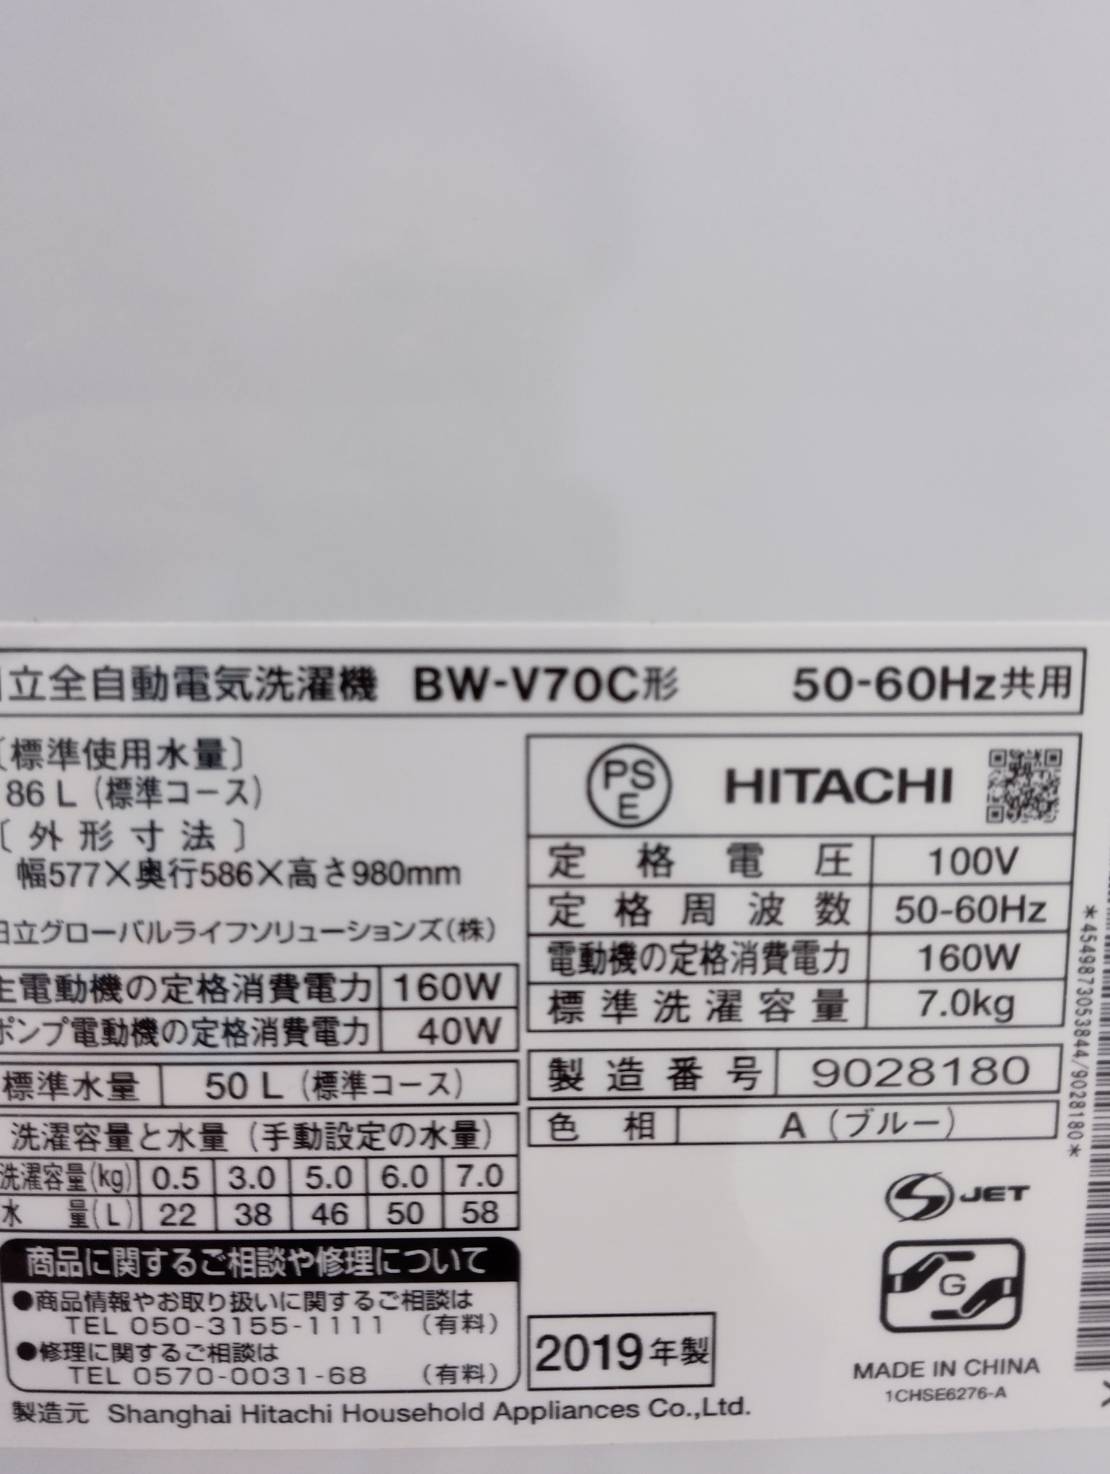 立全自動電気洗濯機 BW-V70C形 50-60Hz共用
〔標準使用水量〕
86 L (標準コース)
〔外形寸法〕
幅577×奥行586×高さ980mm
日立グローバルライフソリューションズ(株)
主電動機の定格消費電力 160W
ポンプ電動機の定格消費電力 40W
標準水量 50 L (標準コース)
洗濯容量と水量 (手動設定の水量)
洗濯容量(kg) 0.5 3.0 5.0 6.0 7.0
水量(L) 22 38 46 50 58
商品に関するご相談や修理について
●商品情報やお取り扱いに関するご相談は
TEL 050-3155-1111 (有料)
●修理に関するご相談は
TEL 0570-0031-68 (有料)
製造元 Shanghai Hitachi Household Appliances Co.,Ltd.
PS
E
HITACHI
定格電圧 100V
定格周波数 50-60Hz
電動機の定格消費電力 160W
標準洗濯容量 7.0kg
製造番号 9028180
色相 A (ブルー)
S JET
G
2019年製
MADE IN CHINA
1CHSE6276-A
*4549873053844/9028180*